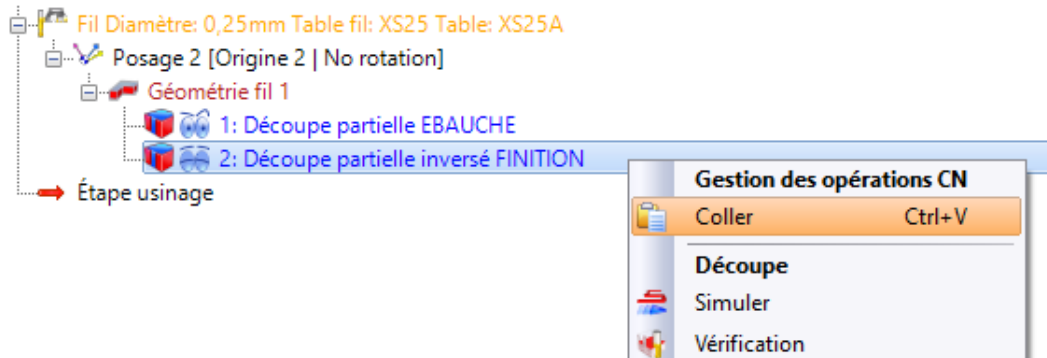 Fil Diamètre: 0,25mm Table fil: XS25 Table: XS25A
Posage 2 [Origine 2 | No rotation]
Géométrie fil 1
1: Découpe partielle EBAUCHE
2: Découpe partielle inversé FINITION
Étape usinage
Gestion des opérations CN
Coller Ctrl+V
Découpe
Simuler
Vérification